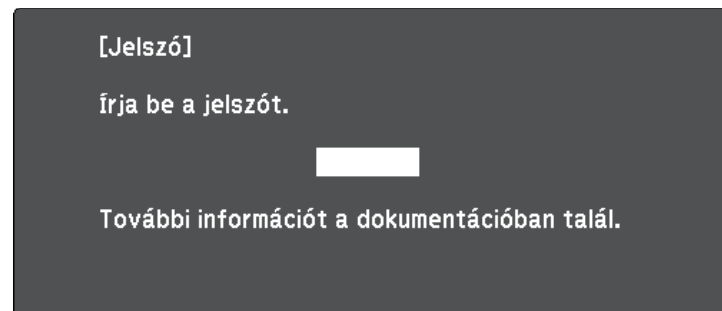 [Jelszó]
Írja be a jelszót.
További információt a dokumentációban talál.